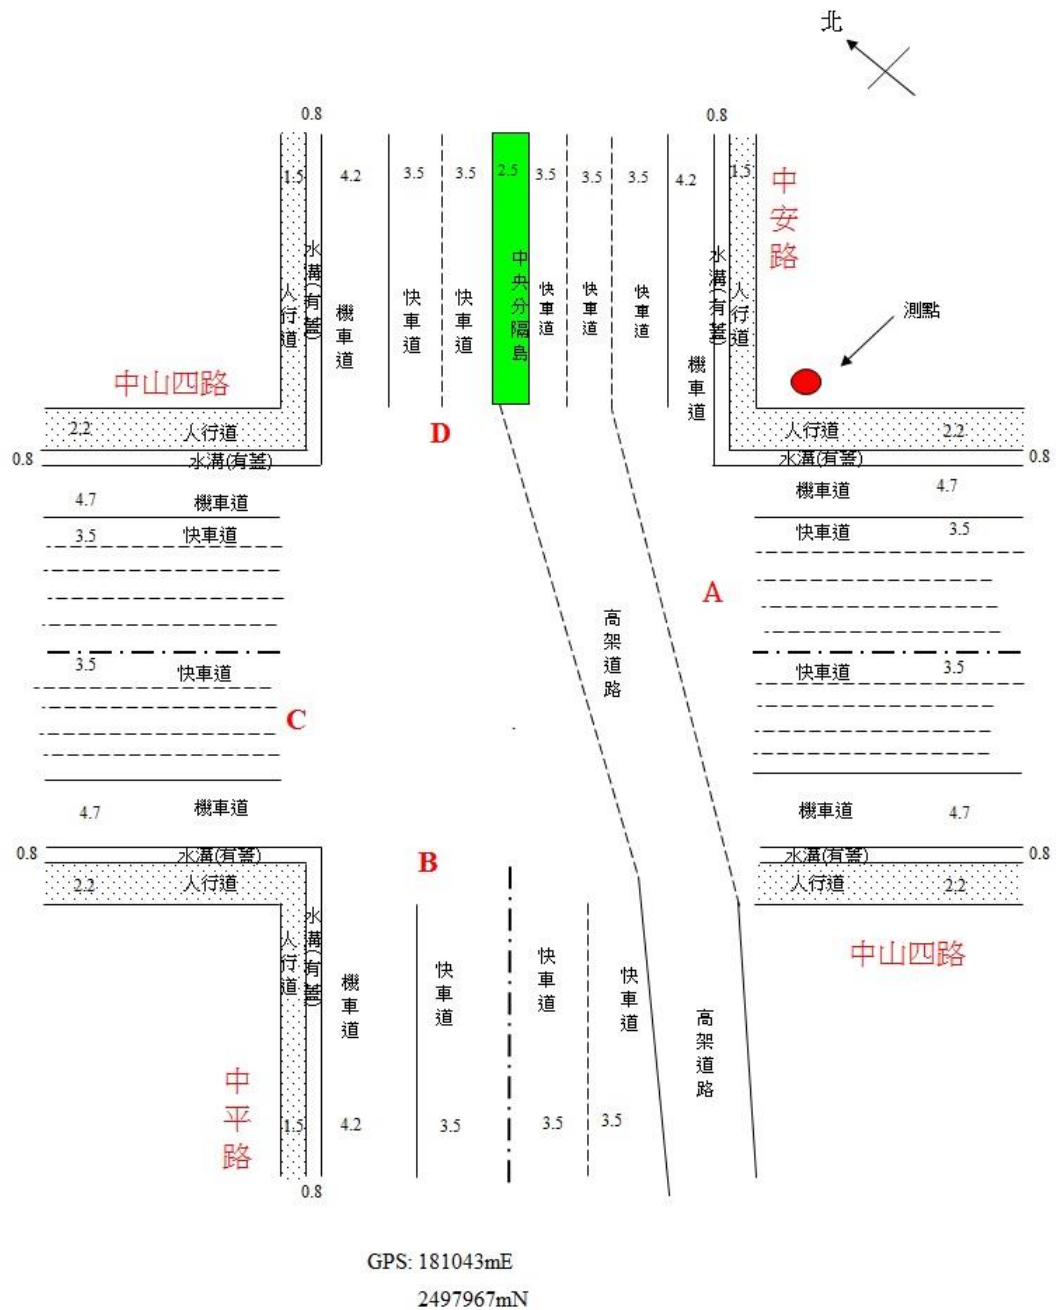 北
0.8
0.8
1.5
4.2
3.5
3.5
2.5
3.5
3.5
3.5
4.2
1.5
中安路
水溝(有蓋)
人行道
機車道
快車道
快車道
中央分隔島
快車道
快車道
快車道
機車道
水溝(有蓋)
人行道
測點
中山四路
2.2
人行道
D
人行道
2.2
0.8
水溝(有蓋)
水溝(有蓋)
0.8
4.7
機車道
機車道
4.7
3.5
快車道
快車道
3.5
A
高架道路
3.5
快車道
快車道
3.5
C
4.7
機車道
機車道
4.7
0.8
水溝(有蓋)
B
水溝(有蓋)
0.8
2.2
人行道
人行道
2.2
人行道
水溝(有蓋)
機車道
快車道
快車道
快車道
高架道路
中山四路
中平路
1.5
4.2
3.5
3.5
3.5
0.8
GPS: 181043mE
2497967mN